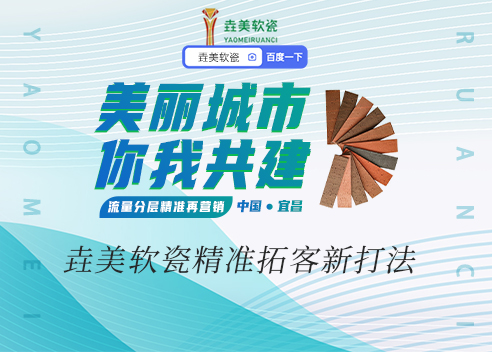 垚美软瓷
YAOMEIRUANCI
垚美软瓷 百度一下
美丽城市
你我共建
流量分层精准再营销 中国·宜昌
垚美软瓷精准拓客新打法
YAOMEI
RUANCI